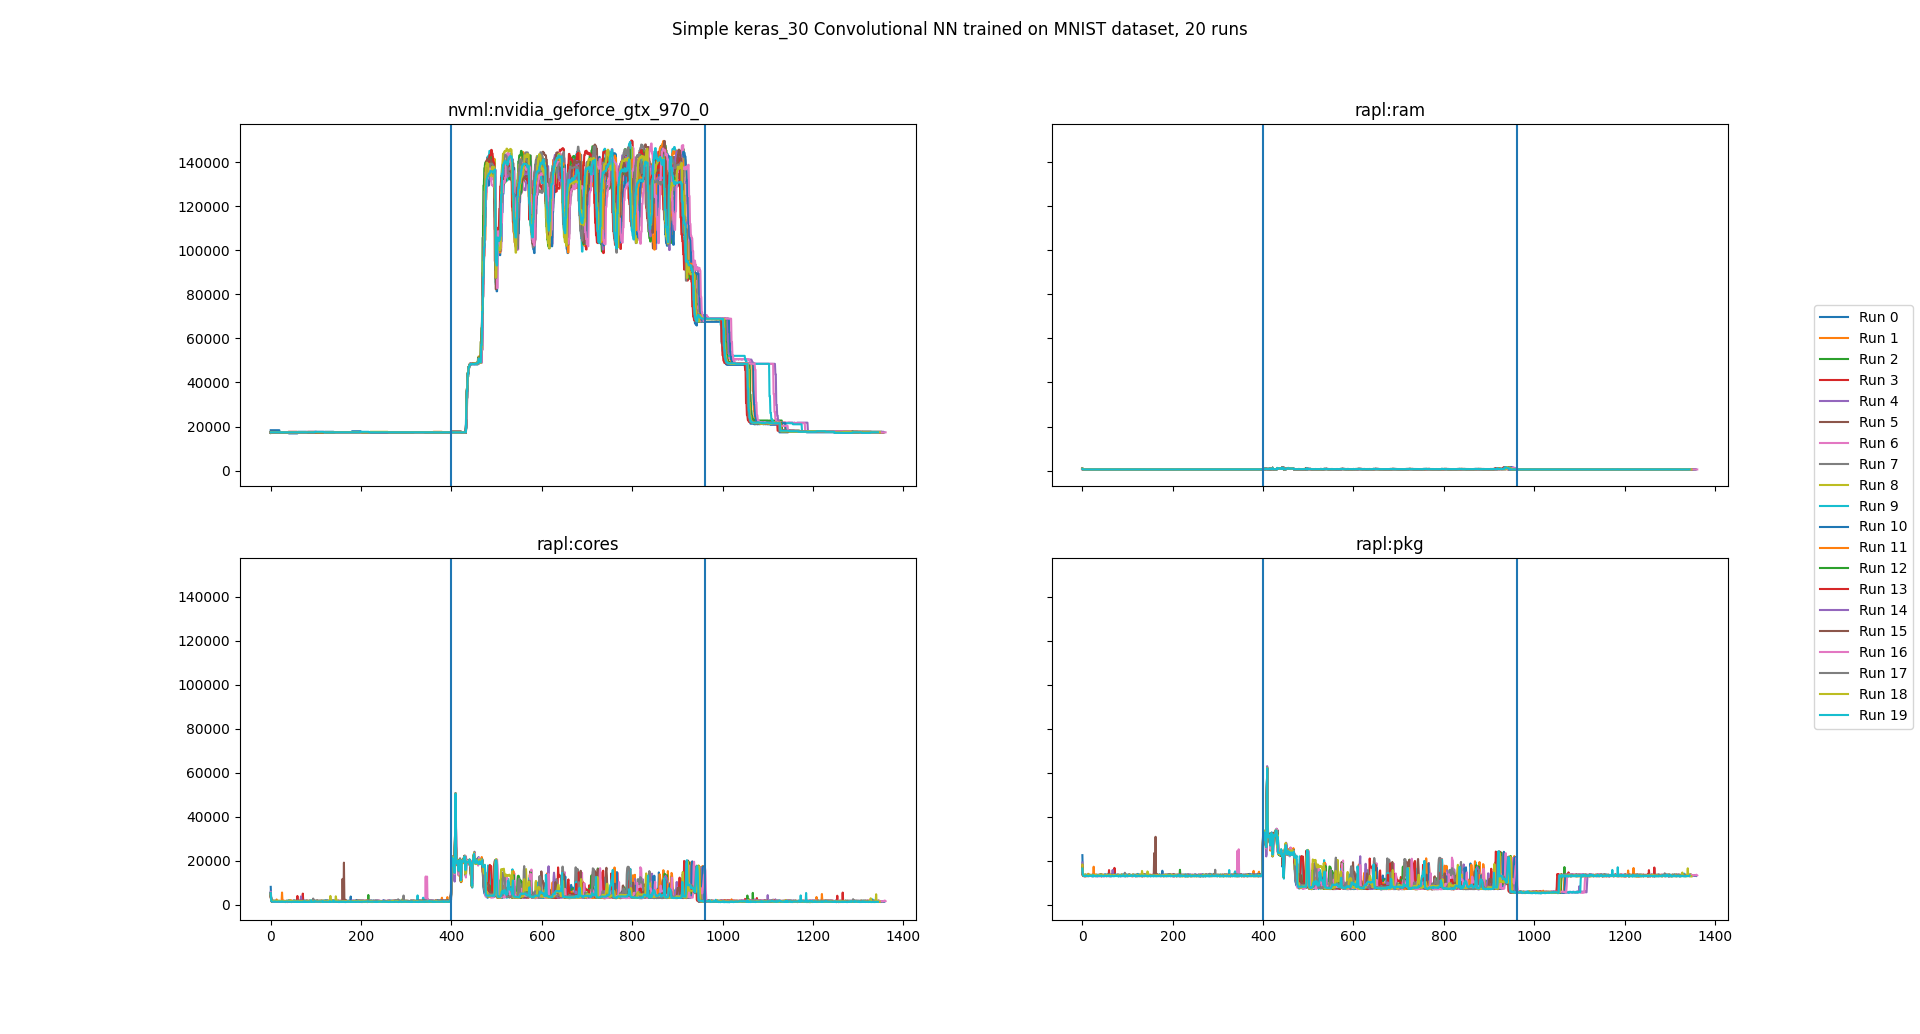 Simple keras_30 Convolutional NN trained on MNIST dataset, 20 runs
nvml:nvidia_geforce_gtx_970_0
140000
120000
100000
80000
60000
40000
20000
0
rapl:ram
rapl:cores
140000
120000
100000
80000
60000
40000
20000
0
0 200 400 600 800 1000 1200 1400
rapl:pkg
0 200 400 600 800 1000 1200 1400
Run 0
Run 1
Run 2
Run 3
Run 4
Run 5
Run 6
Run 7
Run 8
Run 9
Run 10
Run 11
Run 12
Run 13
Run 14
Run 15
Run 16
Run 17
Run 18
Run 19